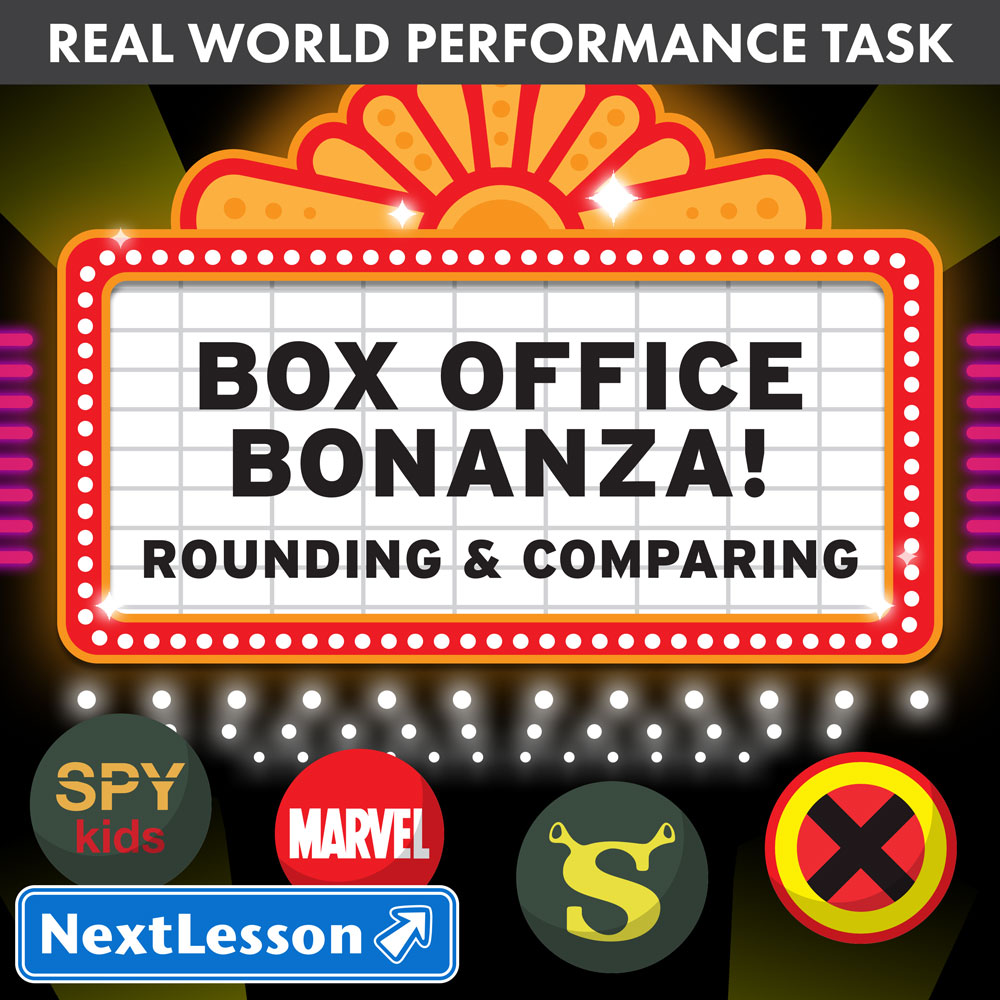 REAL WORLD PERFORMANCE TASK
BOX OFFICE
BONANZA!
ROUNDING & COMPARING
SPY
kids
MARVEL
S
X
NextLesson